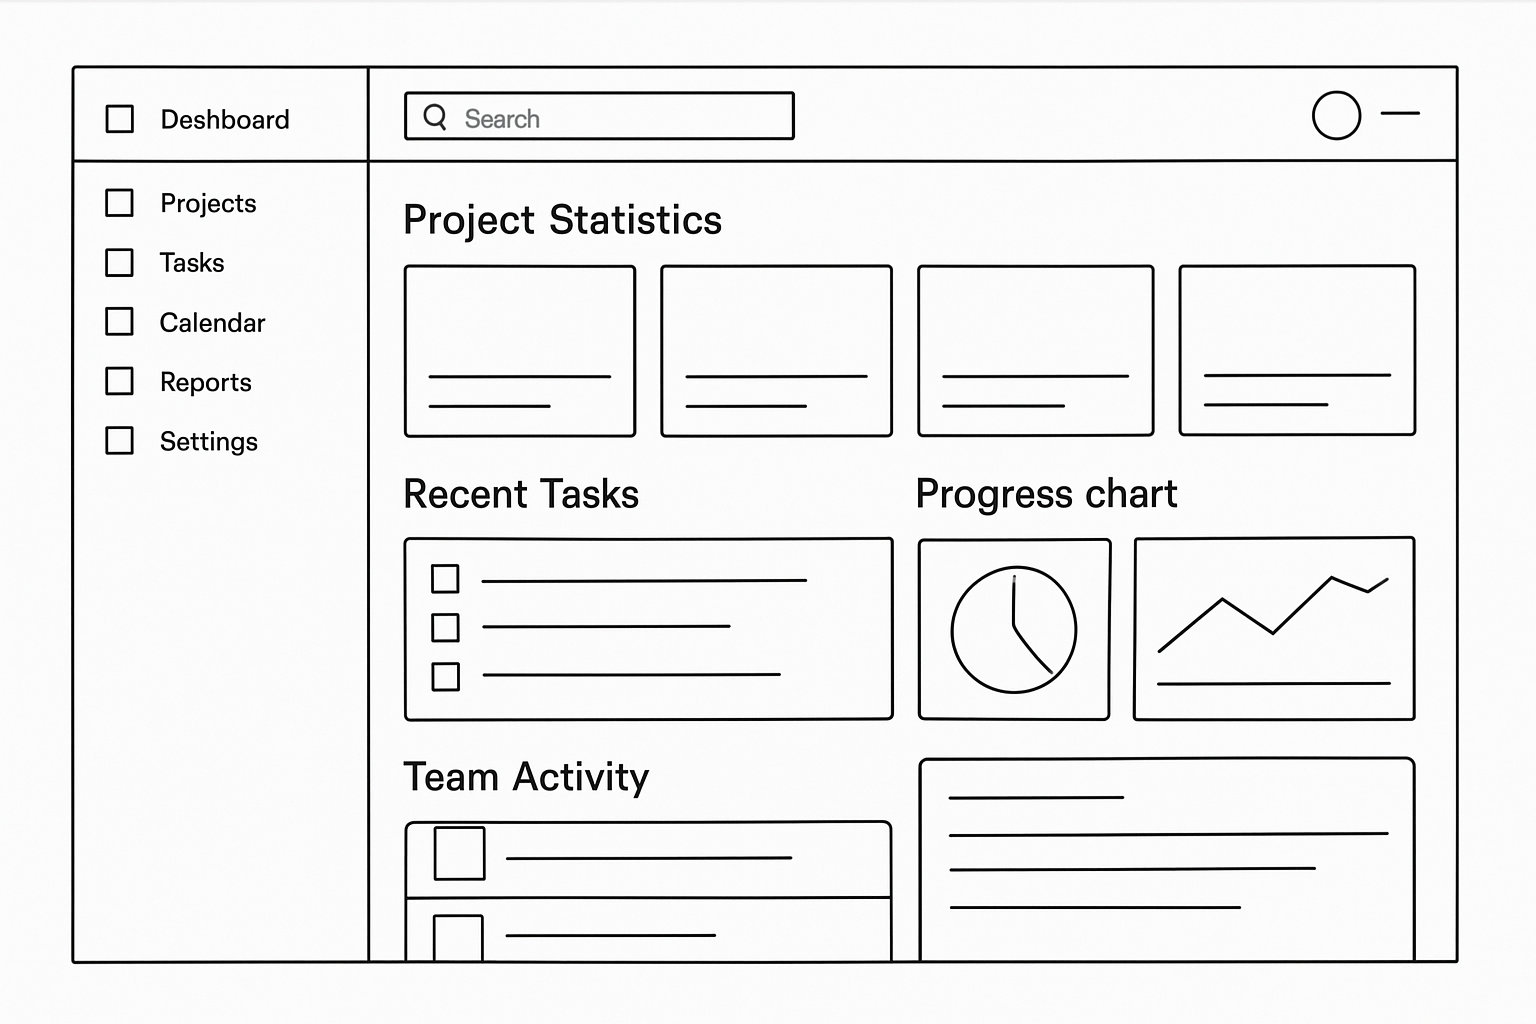 Deshboard
Search
Projects
Tasks
Calendar
Reports
Settings
Project Statistics
Recent Tasks
Progress chart
Team Activity